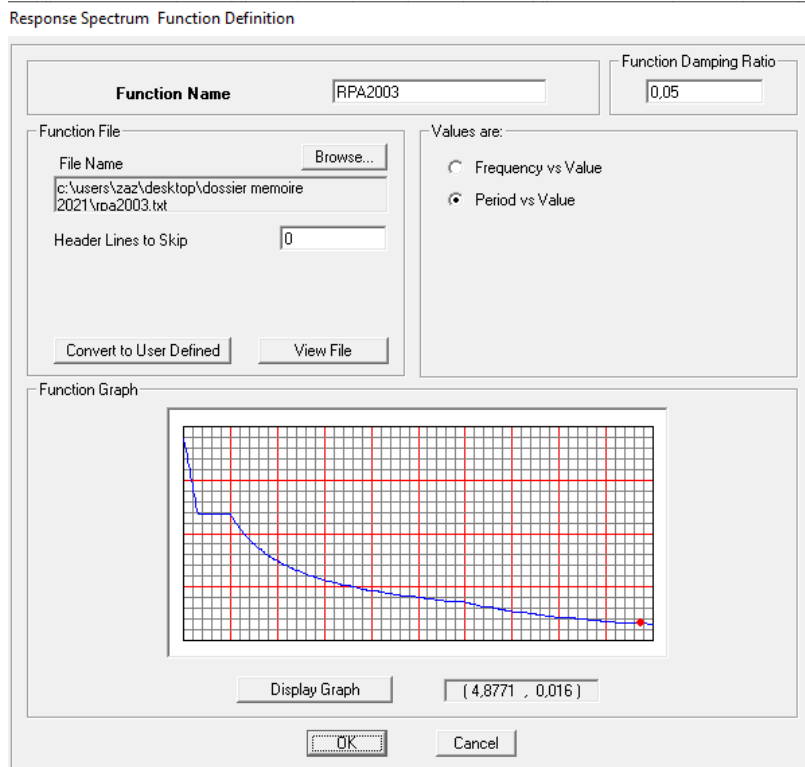 Response Spectrum Function Definition
Function Name
RPA2003
Function Damping Ratio
0,05
Function File
File Name
Browse...
c:\users\zaz\desktop\dossier memoire
2021\rpa2003.txt
Header Lines to Skip
0
Convert to User Defined
View File
Values are:
Frequency vs Value
Period vs Value
Function Graph
Display Graph
( 4,8771 , 0,016 )
OK
Cancel